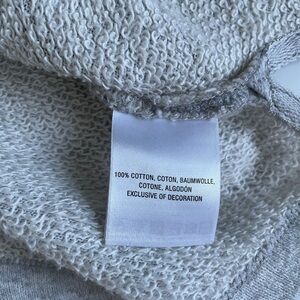 100% COTTON, COTON, BAUMWOLLE,
COTONE, ALGODÓN
EXCLUSIVE OF DECORATION